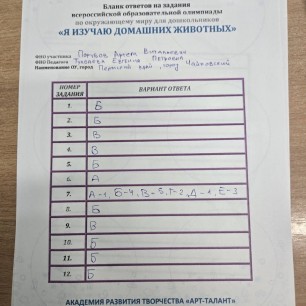 Бланк ответов на задания
всероссийской образовательной олимпиады
по окружающему миру для дошкольников
«Я ИЗУЧАЮ ДОМАШНИХ ЖИВОТНЫХ»
ФИО участника
ФИО Педагога Евгения Петровна
Наименование ОУ, город Пермский край, город Чайковский
НОМЕР ЗАДАНИЯ ВАРИАНТ ОТВЕТА
1. Б
2. Б
3. В
4. В
5. Б
6. А
7. А-1, Б-4, В-5, Г-2, Д-1, Е-3
8. Б
9. В
10. Б
11. Б
12. Б
АКАДЕМИЯ РАЗВИТИЯ ТВОРЧЕСТВА «АРТ-ТАЛАНТ»